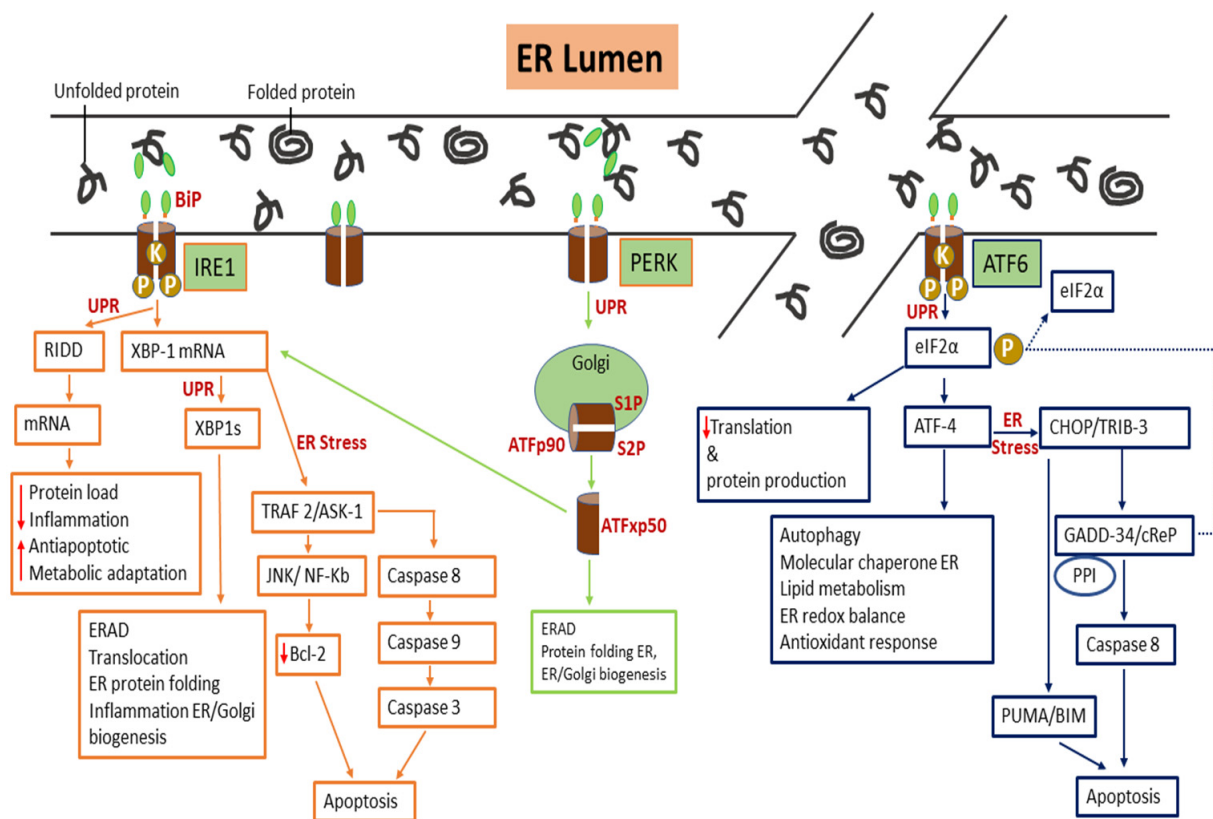 ER Lumen
Unfolded protein
Folded protein
BiP
K
P P
IRE1
PERK
K
P P
ATF6
UPR
RIDD
XBP-1 mRNA
UPR
mRNA
XBP1s
ER Stress
Protein load
Inflammation
Antiapoptotic
Metabolic adaptation
TRAF 2/ASK-1
JNK/ NF-Kb
Caspase 8
ERAD
Translocation
ER protein folding
Inflammation ER/Golgi
biogenesis
Bcl-2
Caspase 9
Caspase 3
Apoptosis
UPR
Golgi
S1P
ATFp90
S2P
ATFxp50
ERAD
Protein folding ER,
ER/Golgi biogenesis
UPR
eIF2α
eIF2α
P
Translation
&
protein production
ATF-4
ER
Stress
CHOP/TRIB-3
Autophagy
Molecular chaperone ER
Lipid metabolism
ER redox balance
Antioxidant response
GADD-34/cReP
PPI
Caspase 8
PUMA/BIM
Apoptosis